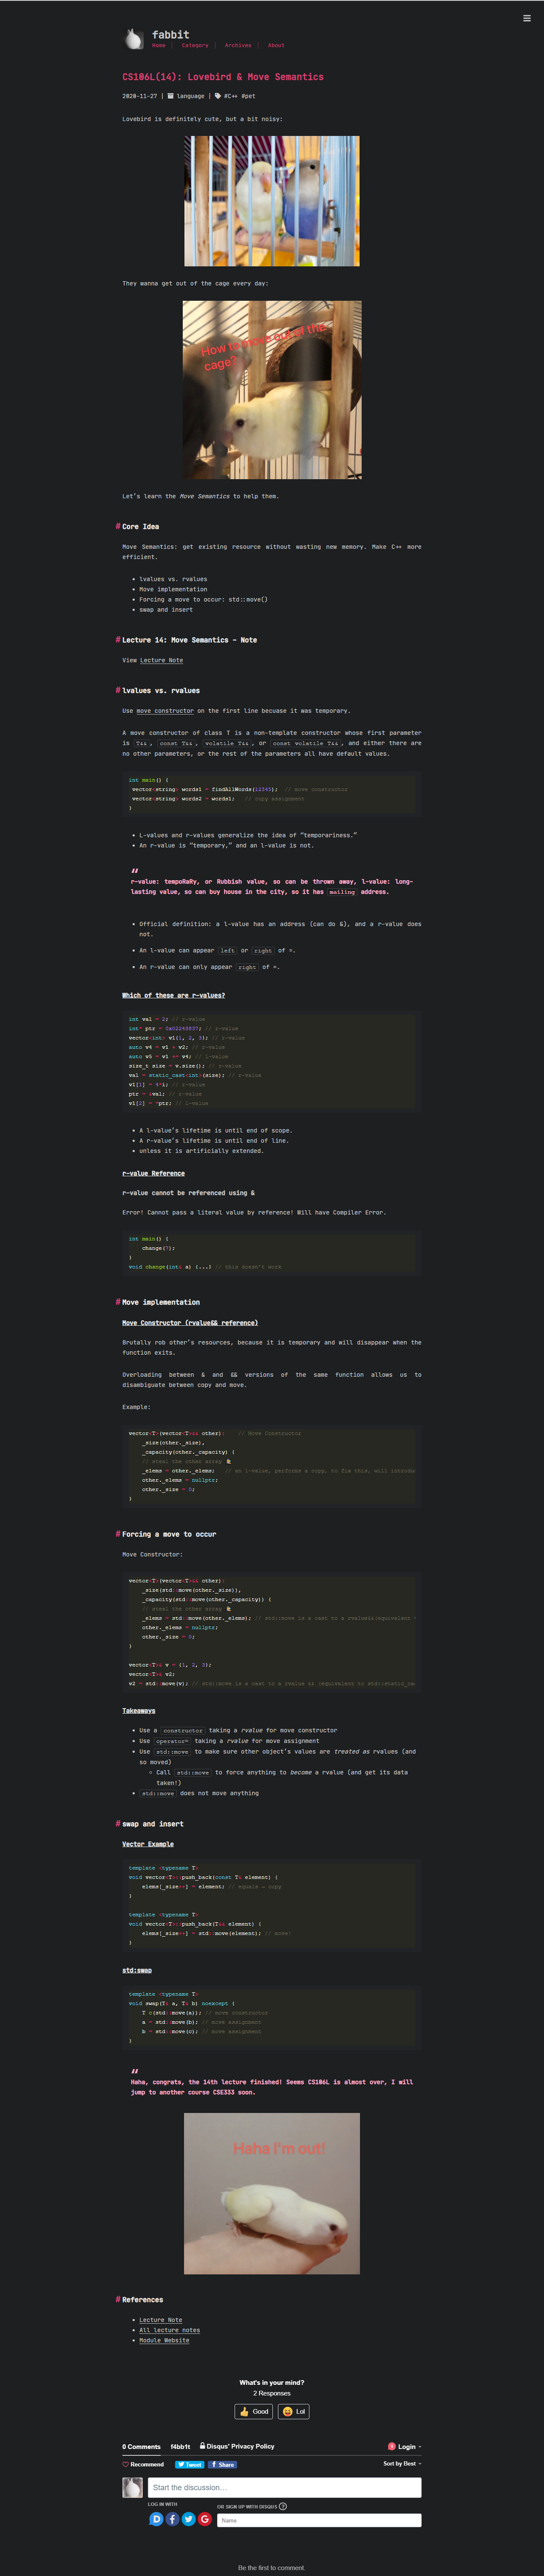 fabbit
Home | Category | Archives | About
CS106L(14): Lovebird & Move Semantics
2020-11-27 | language | #C++ #pet
Lovebird is definitely cute, but a bit noisy:
They wanna get out of the cage every day:
How to move out of the
cage?
Let's learn the Move Semantics to help them.
# Core Idea
Move Semantics: get existing resource without wasting new memory. Make C++ more
efficient.
• lvalues vs. rvalues
• Move implementation
• Forcing a move to occur: std::move()
• swap and insert
# Lecture 14: Move Semantics - Note
View Lecture Note
# lvalues vs. rvalues
Use move constructor on the first line becuase it was temporary.
A move constructor of class T is a non-template constructor whose first parameter
is T&&, const T&&, volatile T&&, or const volatile T&&, and either there are
no other parameters, or the rest of the parameters all have default values.
int main() {
vector<string> words1 = findAllWords(12345); // move constructor
vector<string> words2 = words1; // copy assignment
}
• L-values and r-values generalize the idea of "temporariness."
• An r-value is "temporary," and an l-value is not.
r-value: tempoRaRy, or Rubbish value, so can be thrown away, l-value: long-
lasting value, so can buy house in the city, so it has mailing address.
• Official definition: a l-value has an address (can do &), and a r-value does
not.
• An l-value can appear left or right of =.
• An r-value can only appear right of =.
Which of these are r-values?
int val = 2; // r-value
int* ptr = 0x02248837; // r-value
vector<int> v1{1, 2, 3}; // r-value
auto v4 = v1 + v2; // r-value
auto v5 = v1 += v4; // l-value
size_t size = v.size(); // r-value
val = static_cast<int>(size); // r-value
v1[1] = 4*i; // r-value
ptr = &val; // r-value
v1[2] = *ptr; // l-value
• A l-value's lifetime is until end of scope.
• A r-value's lifetime is until end of line.
• unless it is artificially extended.
r-value Reference
r-value cannot be referenced using &
Error! Cannot pass a literal value by reference! Will have Compiler Error.
int main() {
change(7);
}
void change(int& a) {...} // this doesn't work
# Move implementation
Move Constructor (rvalue&& reference)
Brutally rob other's resources, because it is temporary and will disappear when the
function exits.
Overloading between & and && versions of the same function allows us to
disambiguate between copy and move.
Example:
vector<T>(vector<T>&& other): // Move Constructor
_size(other._size),
_capacity(other._capacity) {
// steal the other array
_elems = other._elems; // an l-value, performs a copy, to fix this, will introdu
other._elems = nullptr;
other._size = 0;
}
# Forcing a move to occur
Move Constructor:
vector<T>(vector<T>&& other):
_size(std::move(other._size)),
_capacity(std::move(other._capacity)) {
// steal the other array
_elems = std::move(other._elems); // std::move is a cast to a rvalue&&(equivalent
other._elems = nullptr;
other._size = 0;
}
vector<T>& v = {1, 2, 3};
vector<T>& v2;
v2 = std::move(v); // std::move is a cast to a rvalue or (equivalent to std::static_ca
Takeaways
• Use a constructor taking a rvalue for move constructor
• Use operator= taking a rvalue for move assignment
• Use std::move to make sure other object's values are treated as rvalues (and
so moved)
◦ Call std::move to force anything to become a rvalue (and get its data
taken!)
• std::move does not move anything
# swap and insert
Vector Example
template <typename T>
void vector<T>::push_back(const T& element) {
elems[_size++] = element; // equals = copy
}
template <typename T>
void vector<T>::push_back(T&& element) {
elems[_size++] = std::move(element); // move!
}
std:swap
template <typename T>
void swap(T& a, T& b) noexcept {
T c(std::move(a)); // move constructor
a = std::move(b); // move assignment
b = std::move(c); // move assignment
}
Haha, congrats, the 14th lecture finished! Seems CS106L is almost over, I will
jump to another course CSE333 soon.
Haha I'm out!
# References
• Lecture Note
• All lecture notes
• Module Website
What's in your mind?
2 Responses
Good Lol
0 Comments f4bb1t Disqus' Privacy Policy 1 Login
Recommend Tweet Share Sort by Best
Start the discussion...
LOG IN WITH
OR SIGN UP WITH DISQUS ?
Name
Be the first to comment.